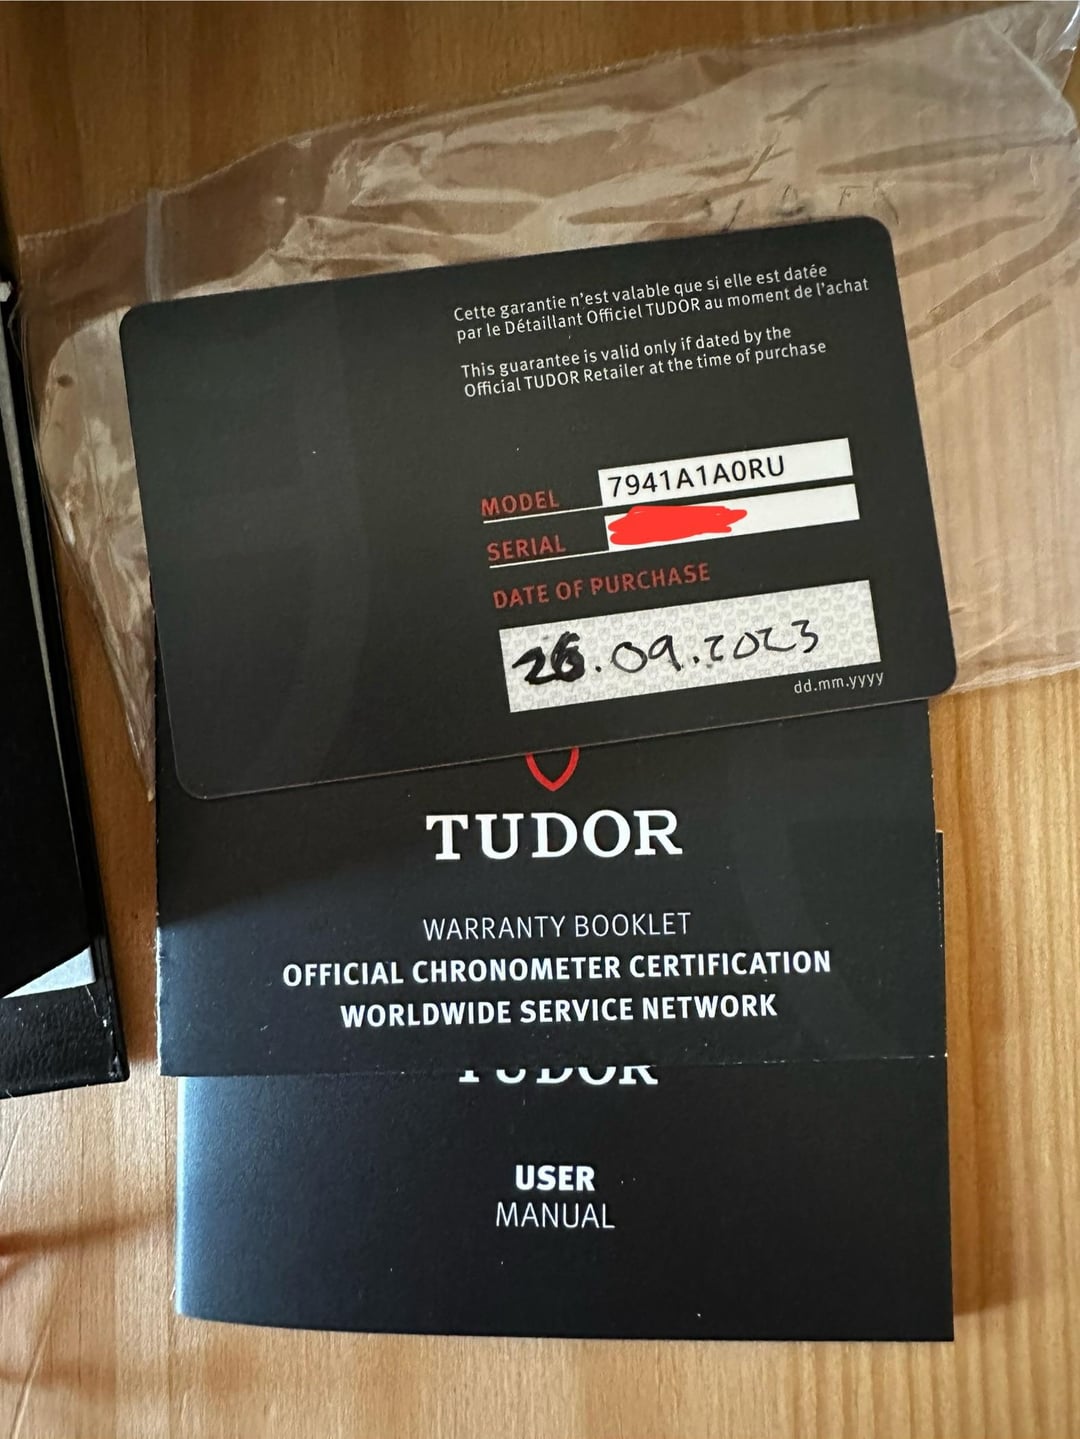 Cette garantie n'est valable que si elle est datée
par le Détaillant Officiel TUDOR au moment de l'achat
This guarantee is valid only if dated by the
Official TUDOR Retailer at the time of purchase
MODEL 7941A1A0RU
SERIAL
DATE OF PURCHASE
26.09.2023
dd.mm.yyyy
TUDOR
WARRANTY BOOKLET
OFFICIAL CHRONOMETER CERTIFICATION
WORLDWIDE SERVICE NETWORK
TUDOR
USER
MANUAL